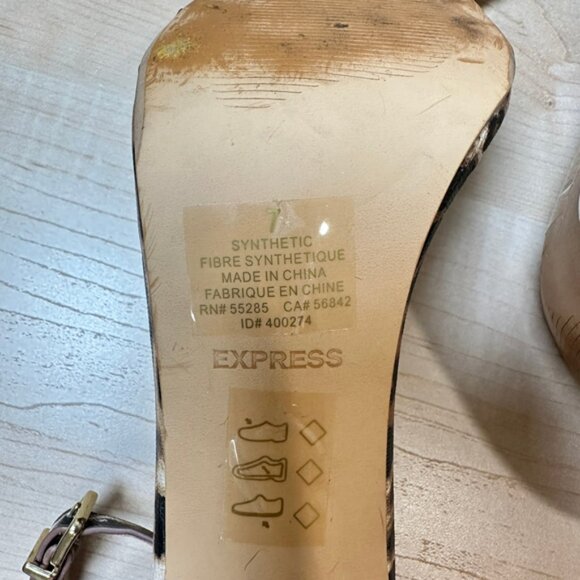 7
SYNTHETIC
FIBRE SYNTHETIQUE
MADE IN CHINA
FABRIQUE EN CHINE
RN# 55285 CA# 56842
ID# 400274
EXPRESS